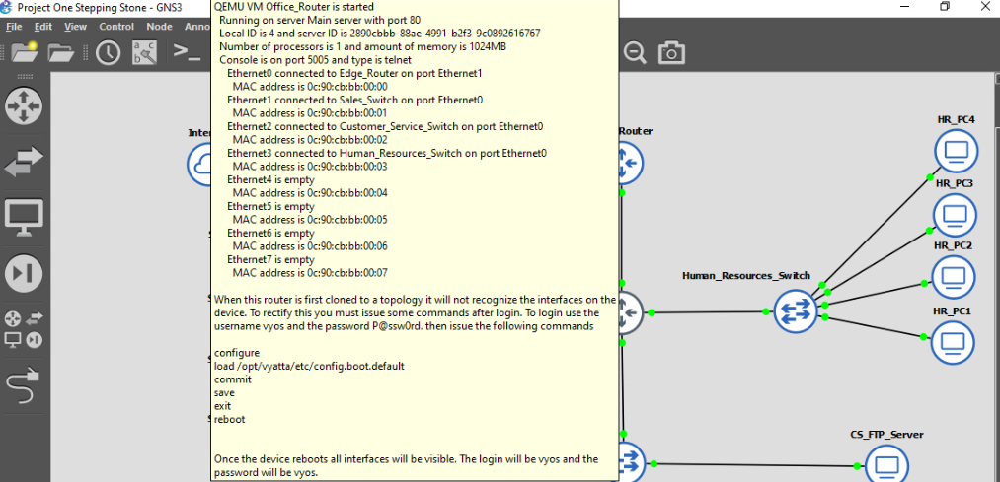 Project One Stepping Stone - GNS3
File Edit View Control Node Anno
QEMU VM Office_Router is started
Running on server Main server with port 80
Local ID is 4 and server ID is 2890cbbb-88ae-4991-b2f3-9c0892616767
Number of processors is 1 and amount of memory is 1024MB
Console is on port 5005 and type is telnet
Ethernet0 connected to Edge_Router on port Ethernet1
MAC address is 0c:90:cb:bb:00:00
Ethernet1 connected to Sales_Switch on port Ethernet0
MAC address is 0c:90:cb:bb:00:01
Ethernet2 connected to Customer_Service_Switch on port Ethernet0
MAC address is 0c:90:cb:bb:00:02
Ethernet3 connected to Human_Resources_Switch on port Ethernet0
MAC address is 0c:90:cb:bb:00:03
Ethernet4 is empty
MAC address is 0c:90:cb:bb:00:04
Ethernet5 is empty
MAC address is 0c:90:cb:bb:00:05
Ethernet6 is empty
MAC address is 0c:90:cb:bb:00:06
Ethernet7 is empty
MAC address is 0c:90:cb:bb:00:07
When this router is first cloned to a topology it will not recognize the interfaces on the
device. To rectify this you must issue some commands after login. To login use the
username vyos and the password P@ssw0rd. then issue the following commands
configure
load /opt/vyatta/etc/config.boot.default
commit
save
exit
reboot
Once the device reboots all interfaces will be visible. The login will be vyos and the
password will be vyos.
Inter
Router
HR_PC4
HR_PC3
HR_PC2
HR_PC1
Human_Resources_Switch
CS_FTP_Server